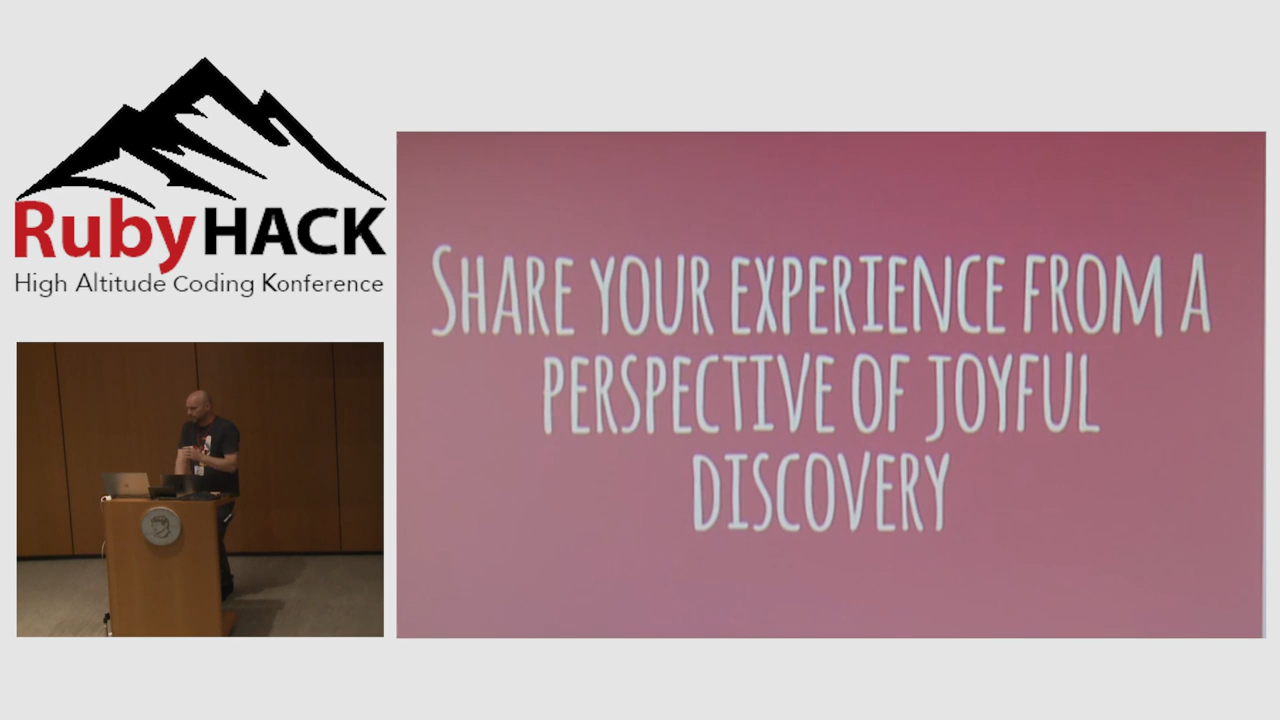 RubyHACK
High Altitude Coding Konference
SHARE YOUR EXPERIENCE FROM A
PERSPECTIVE OF JOYFUL
DISCOVERY